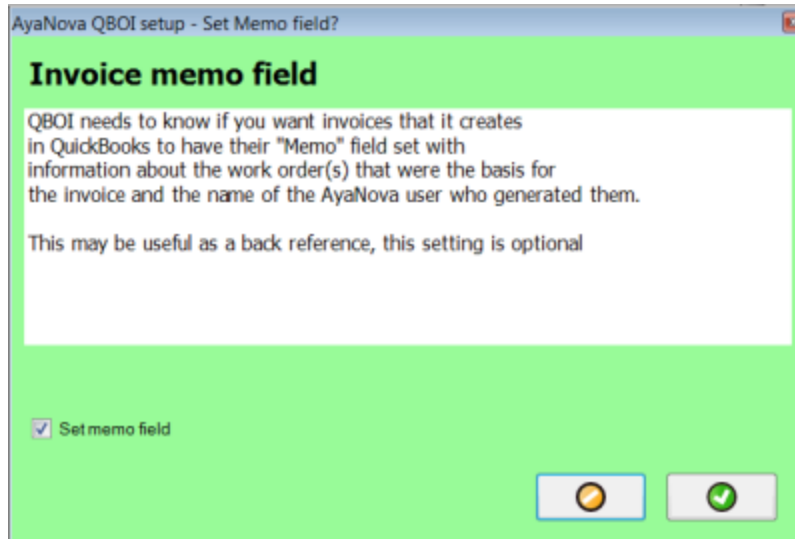 AyaNova QBOI setup - Set Memo field?
Invoice memo field
QBOI needs to know if you want invoices that it creates
in QuickBooks to have their "Memo" field set with
information about the work order(s) that were the basis for
the invoice and the name of the AyaNova user who generated them.
This may be useful as a back reference, this setting is optional
Set memo field